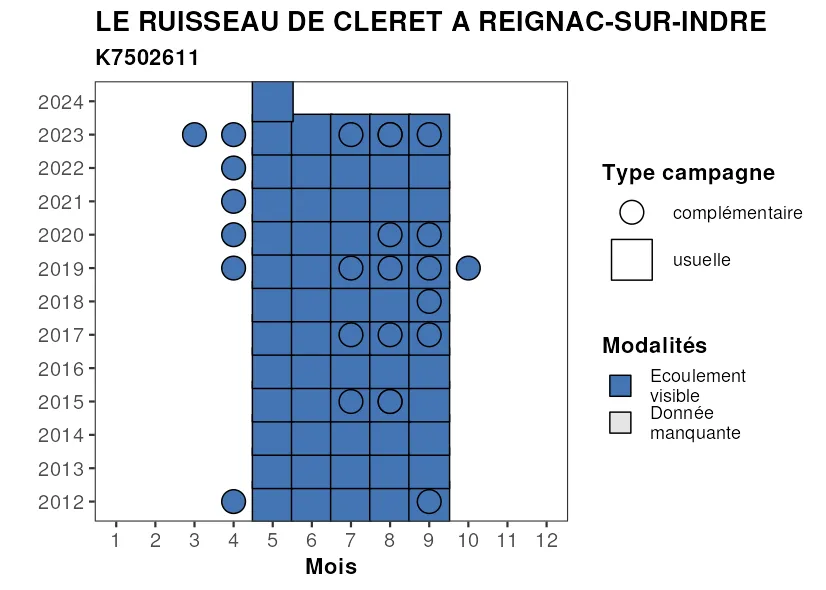 LE RUISSEAU DE CLERET A REIGNAC-SUR-INDRE
K7502611
2024
2023
2022
2021
2020
2019
2018
2017
2016
2015
2014
2013
2012
1 2 3 4 5 6 7 8 9 10 11 12
Mois
Type campagne
complémentaire
usuelle
Modalités
Ecoulement
visible
Donnée
manquante